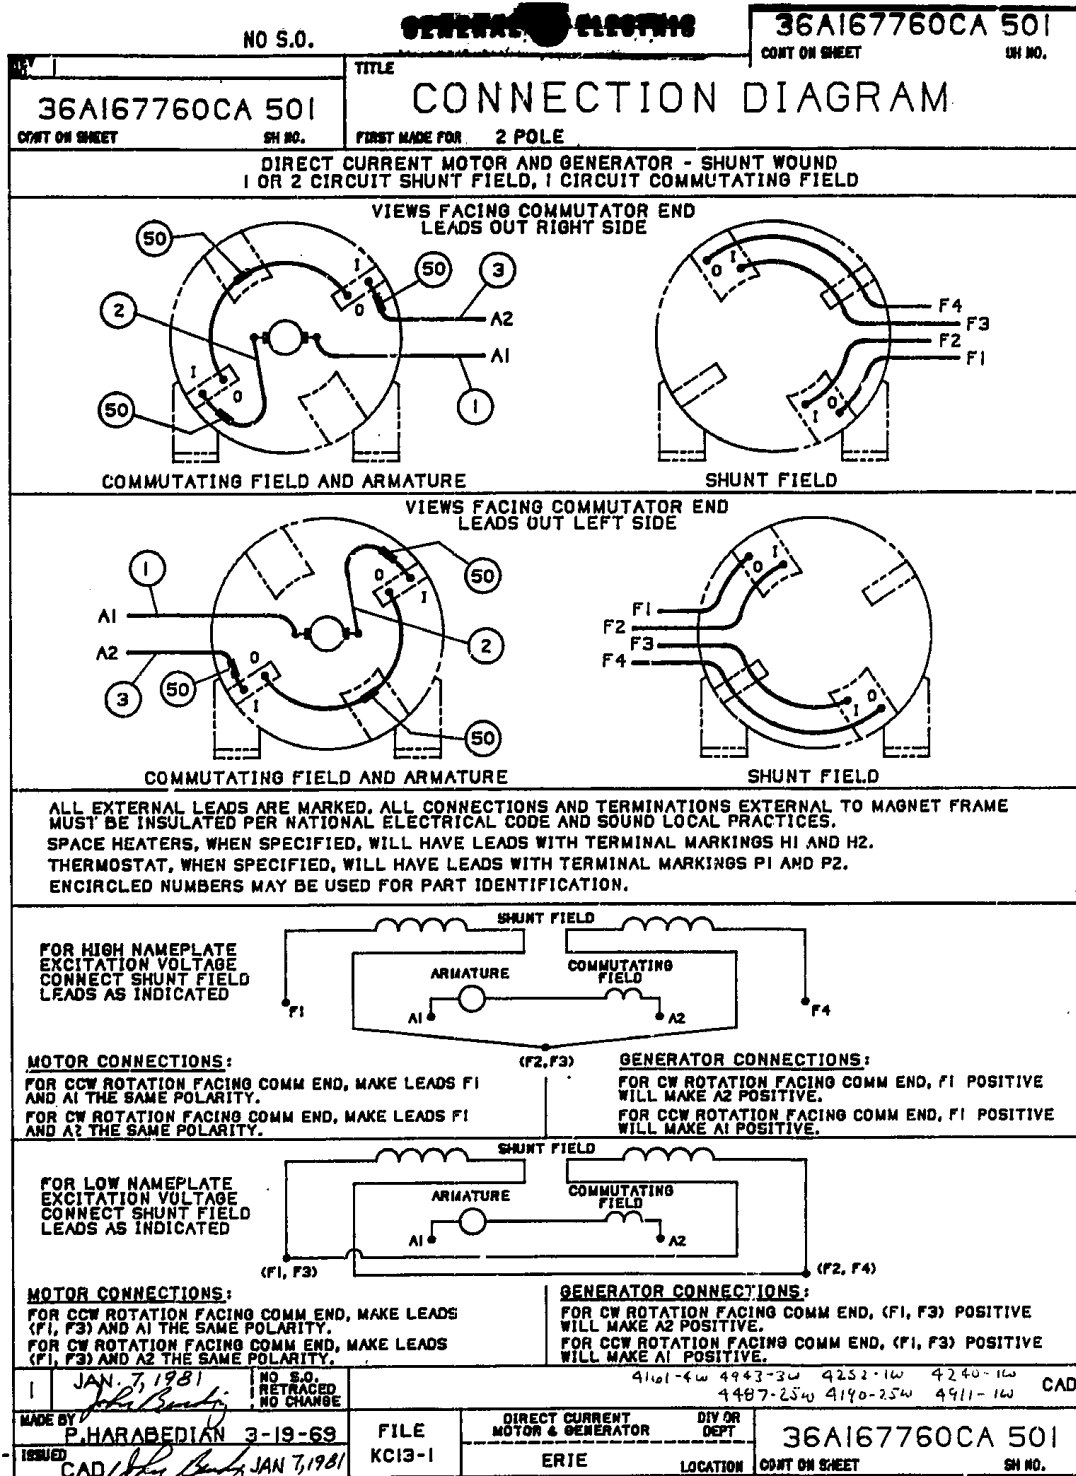 NO S.O.
GENERAL ELECTRIC
36A167760CA 501
CONT ON SHEET SH NO.
REV
TITLE
CONNECTION DIAGRAM
36A167760CA 501
CONT ON SHEET SH NO.
FIRST MADE FOR 2 POLE
DIRECT CURRENT MOTOR AND GENERATOR - SHUNT WOUND
1 OR 2 CIRCUIT SHUNT FIELD, 1 CIRCUIT COMMUTATING FIELD
VIEWS FACING COMMUTATOR END
LEADS OUT RIGHT SIDE
50
I
50
3
O
A2
2
A1
I
O
50
1
O
I
F4
F3
F2
F1
I
O
COMMUTATING FIELD AND ARMATURE
SHUNT FIELD
VIEWS FACING COMMUTATOR END
LEADS OUT LEFT SIDE
1
50
O
I
A1
2
A2
O
3
50
I
50
O
I
F1
F2
F3
F4
I
O
COMMUTATING FIELD AND ARMATURE
SHUNT FIELD
ALL EXTERNAL LEADS ARE MARKED. ALL CONNECTIONS AND TERMINATIONS EXTERNAL TO MAGNET FRAME
MUST BE INSULATED PER NATIONAL ELECTRICAL CODE AND SOUND LOCAL PRACTICES.
SPACE HEATERS, WHEN SPECIFIED, WILL HAVE LEADS WITH TERMINAL MARKINGS H1 AND H2.
THERMOSTAT, WHEN SPECIFIED, WILL HAVE LEADS WITH TERMINAL MARKINGS P1 AND P2.
ENCIRCLED NUMBERS MAY BE USED FOR PART IDENTIFICATION.
SHUNT FIELD
FOR HIGH NAMEPLATE
EXCITATION VOLTAGE
CONNECT SHUNT FIELD
LEADS AS INDICATED
ARMATURE
COMMUTATING
FIELD
F1
A1
A2
F4
(F2,F3)
MOTOR CONNECTIONS:
FOR CCW ROTATION FACING COMM END, MAKE LEADS F1
AND A1 THE SAME POLARITY.
FOR CW ROTATION FACING COMM END, MAKE LEADS F1
AND A2 THE SAME POLARITY.
GENERATOR CONNECTIONS:
FOR CW ROTATION FACING COMM END, F1 POSITIVE
WILL MAKE A2 POSITIVE.
FOR CCW ROTATION FACING COMM END, F1 POSITIVE
WILL MAKE A1 POSITIVE.
SHUNT FIELD
FOR LOW NAMEPLATE
EXCITATION VOLTAGE
CONNECT SHUNT FIELD
LEADS AS INDICATED
ARMATURE
COMMUTATING
FIELD
A1
A2
(F1, F3)
(F2, F4)
MOTOR CONNECTIONS:
FOR CCW ROTATION FACING COMM END, MAKE LEADS
(F1, F3) AND A1 THE SAME POLARITY.
FOR CW ROTATION FACING COMM END, MAKE LEADS
(F1, F3) AND A2 THE SAME POLARITY.
GENERATOR CONNECTIONS:
FOR CW ROTATION FACING COMM END, (F1, F3) POSITIVE
WILL MAKE A2 POSITIVE.
FOR CCW ROTATION FACING COMM END, (F1, F3) POSITIVE
WILL MAKE A1 POSITIVE.
1
JAN. 7, 1981
NO S.O.
RETRACED
NO CHANGE
4161-4W 4943-3W 4252-1W 4240-1W
4487-25W 4190-25W 4911-1W
CAD
MADE BY
P.HARABEDIAN 3-19-69
ISSUED
CAD JAN 7,1981
FILE
KC13-1
DIRECT CURRENT
MOTOR & GENERATOR
DIV OR
DEPT
ERIE
LOCATION
36A167760CA 501
CONT ON SHEET SH NO.